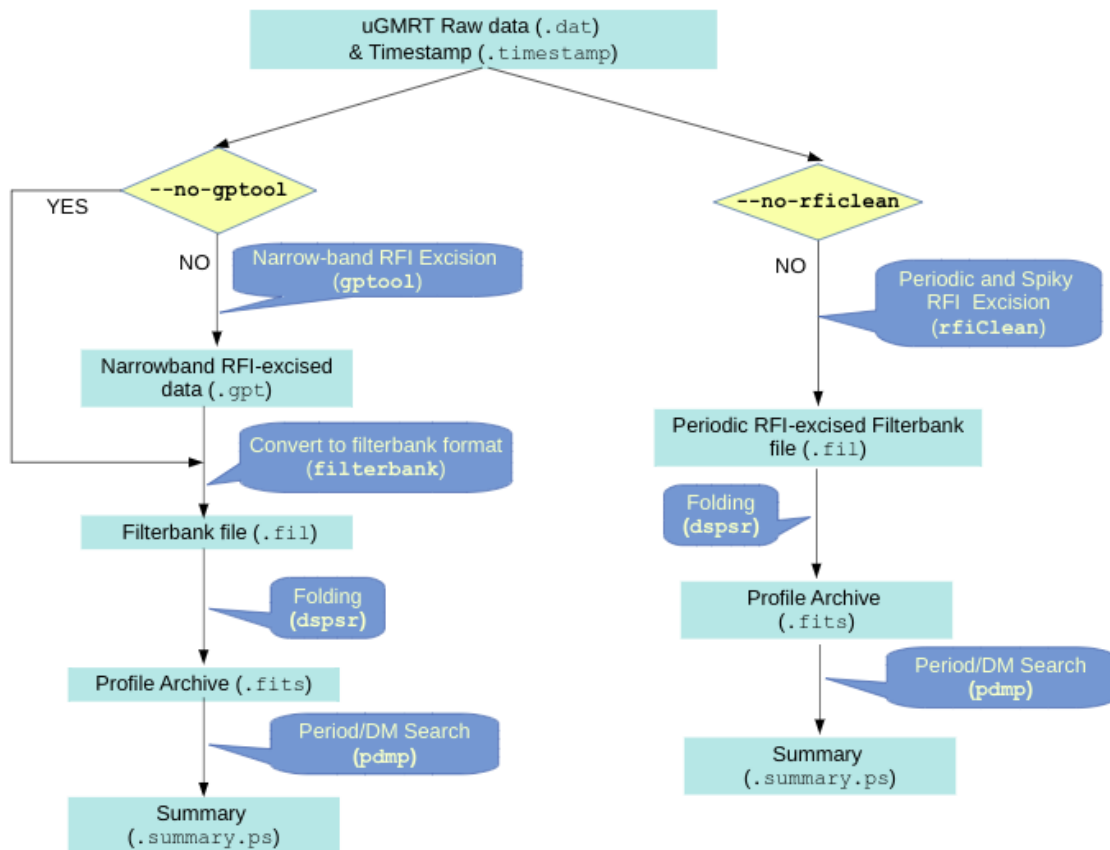 uGMRT Raw data (.dat)
& Timestamp (.timestamp)
--no-gptool
YES
NO
Narrow-band RFI Excision
(gptool)
Narrowband RFI-excised
data (.gpt)
Convert to filterbank format
(filterbank)
Filterbank file (.fil)
Folding
(dspsr)
Profile Archive (.fits)
Period/DM Search
(pdmp)
Summary
(.summary.ps)
--no-rficlean
NO
Periodic and Spiky
RFI Excision
(rfiClean)
Periodic RFI-excised Filterbank
file (.fil)
Folding
(dspsr)
Profile Archive
(.fits)
Period/DM Search
(pdmp)
Summary
(.summary.ps)